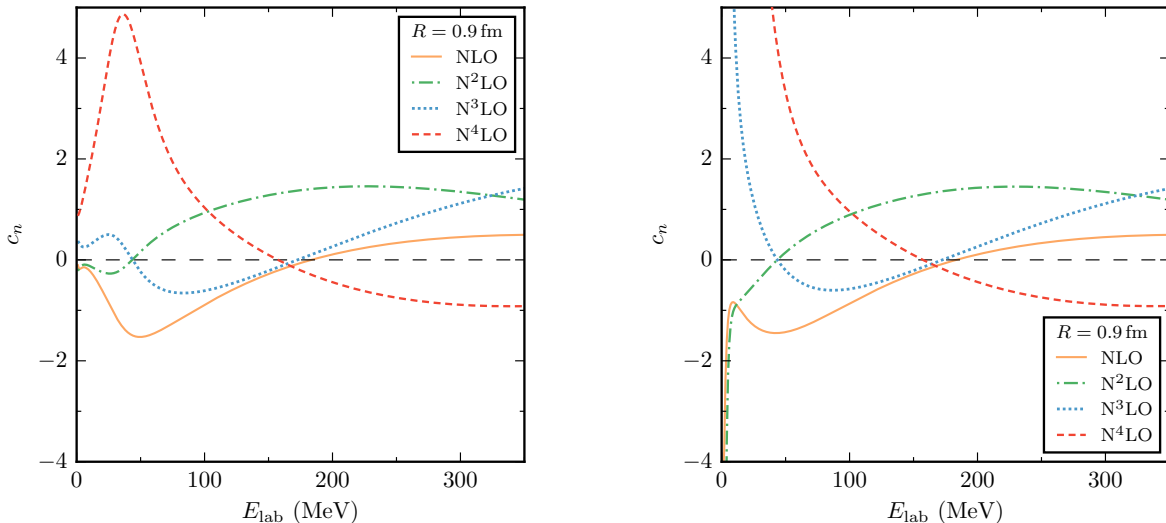 R = 0.9 fm
NLO
N²LO
N³LO
N⁴LO
4
2
0
−2
−4
c_n
0
100
200
300
E_lab (MeV)
4
2
0
−2
−4
c_n
R = 0.9 fm
NLO
N²LO
N³LO
N⁴LO
0
100
200
300
E_lab (MeV)